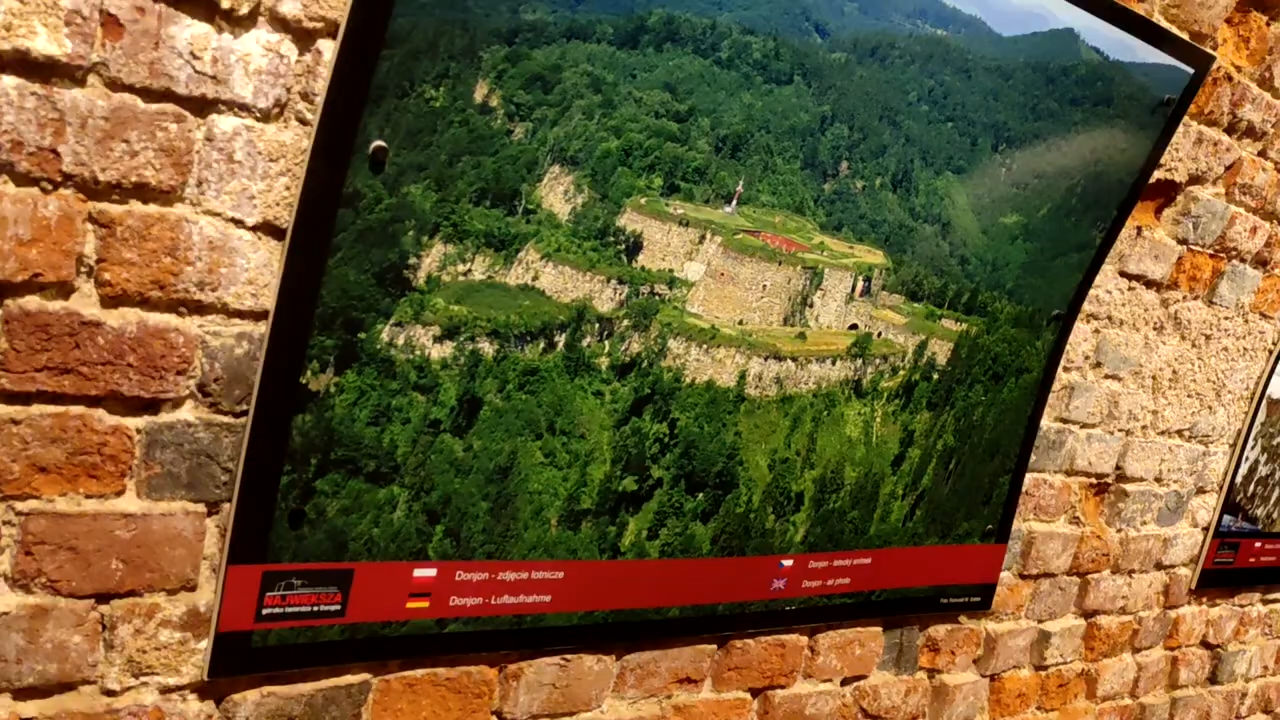 NAJWIĘKSZA
górska twierdza w Europie
Donjon - zdjęcie lotnicze
Donjon - Luftaufnahme
Donjon - letecký snímek
Donjon - air photo